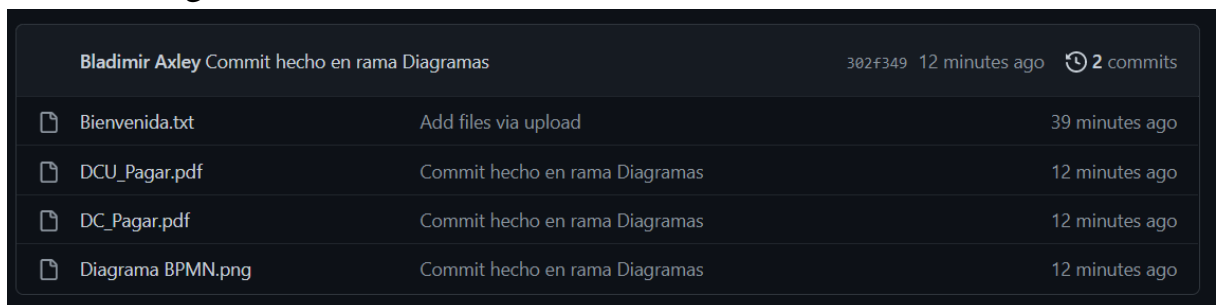 Bladimir Axley Commit hecho en rama Diagramas 302f349 12 minutes ago 2 commits
Bienvenida.txt Add files via upload 39 minutes ago
DCU_Pagar.pdf Commit hecho en rama Diagramas 12 minutes ago
DC_Pagar.pdf Commit hecho en rama Diagramas 12 minutes ago
Diagrama BPMN.png Commit hecho en rama Diagramas 12 minutes ago